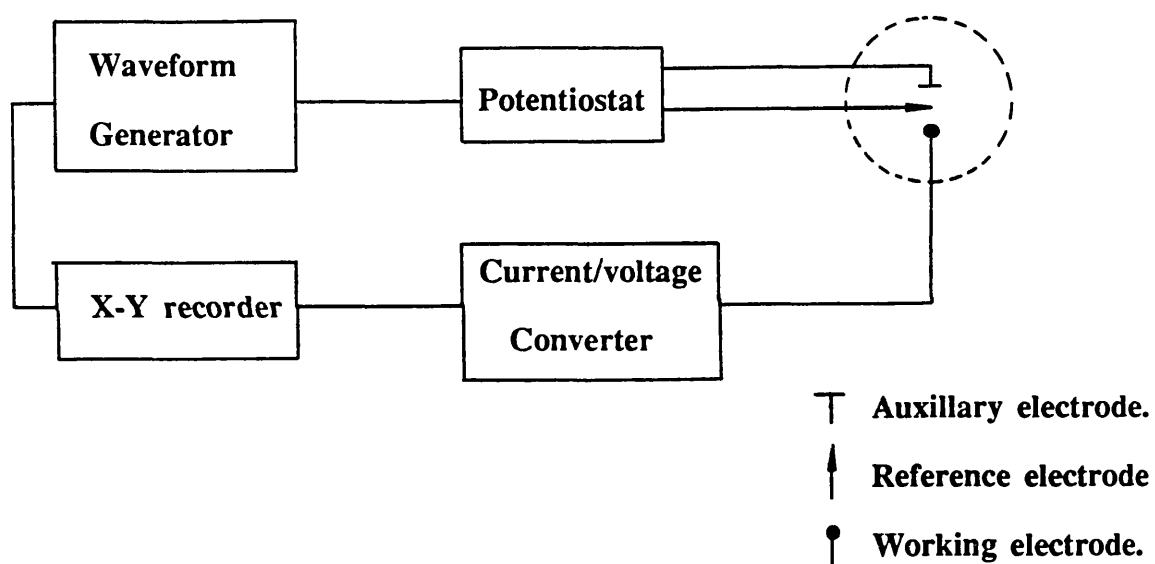 Waveform
Generator
Potentiostat
X-Y recorder
Current/voltage
Converter
Auxillary electrode.
Reference electrode
Working electrode.